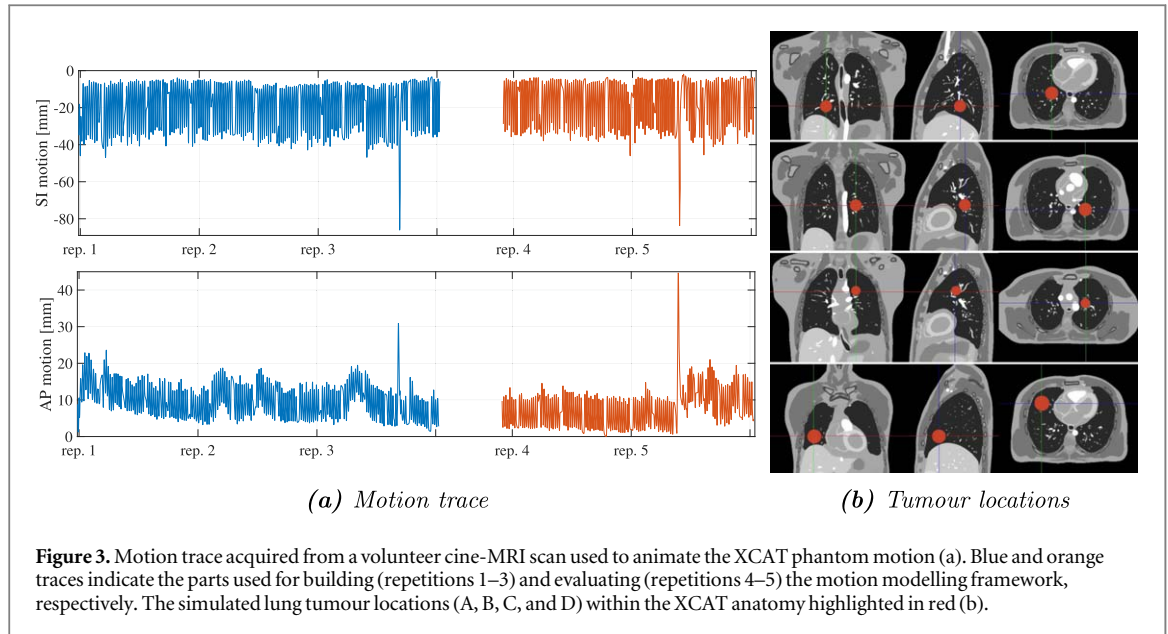 0
-20
-40
-60
-80
SI motion [mm]
rep. 1 rep. 2 rep. 3 rep. 4 rep. 5
40
30
20
10
0
AP motion [mm]
rep. 1 rep. 2 rep. 3 rep. 4 rep. 5
(a) Motion trace
(b) Tumour locations
Figure 3. Motion trace acquired from a volunteer cine-MRI scan used to animate the XCAT phantom motion (a). Blue and orange
traces indicate the parts used for building (repetitions 1–3) and evaluating (repetitions 4–5) the motion modelling framework,
respectively. The simulated lung tumour locations (A, B, C, and D) within the XCAT anatomy highlighted in red (b).